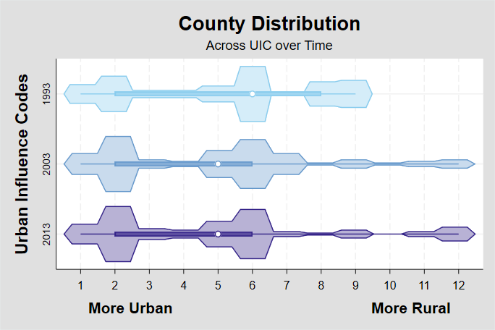 County Distribution
Across UIC over Time
Urban Influence Codes
1993
2003
2013
1 2 3 4 5 6 7 8 9 10 11 12
More Urban More Rural